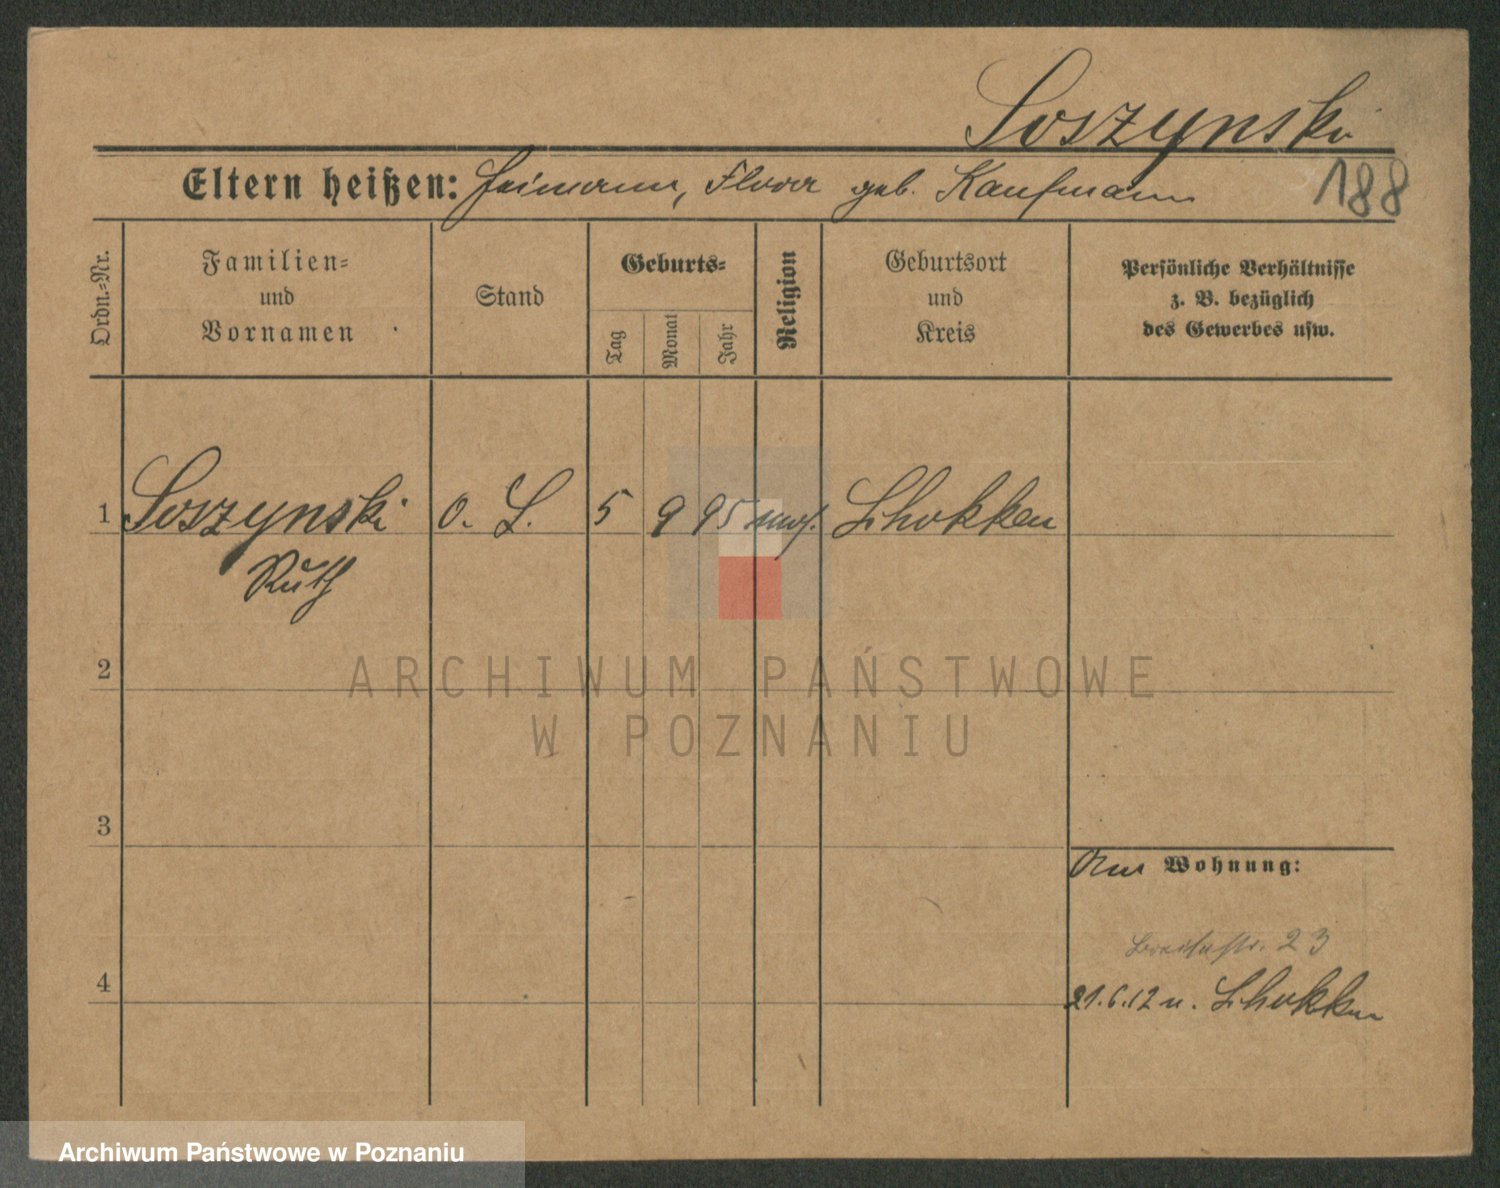 Soszynski
Eltern heißen: Heimann, Flora geb. Kaufmann
188
Ordn.-Nr.
Familien-
und
Vornamen
Stand
Geburts-
Tag
Monat
Jahr
Religion
Geburtsort
und
Kreis
Persönliche Verhältnisse
z. B. bezüglich
des Gewerbes usw.
1 Soszynski o. L. 5 9 95 mos. Schokken
Ruth
2
ARCHIWUM PAŃSTWOWE
W POZNANIU
3
Wohnung:
Breitestr. 23
4
21.6.12 n. Schokken
Archiwum Państwowe w Poznaniu